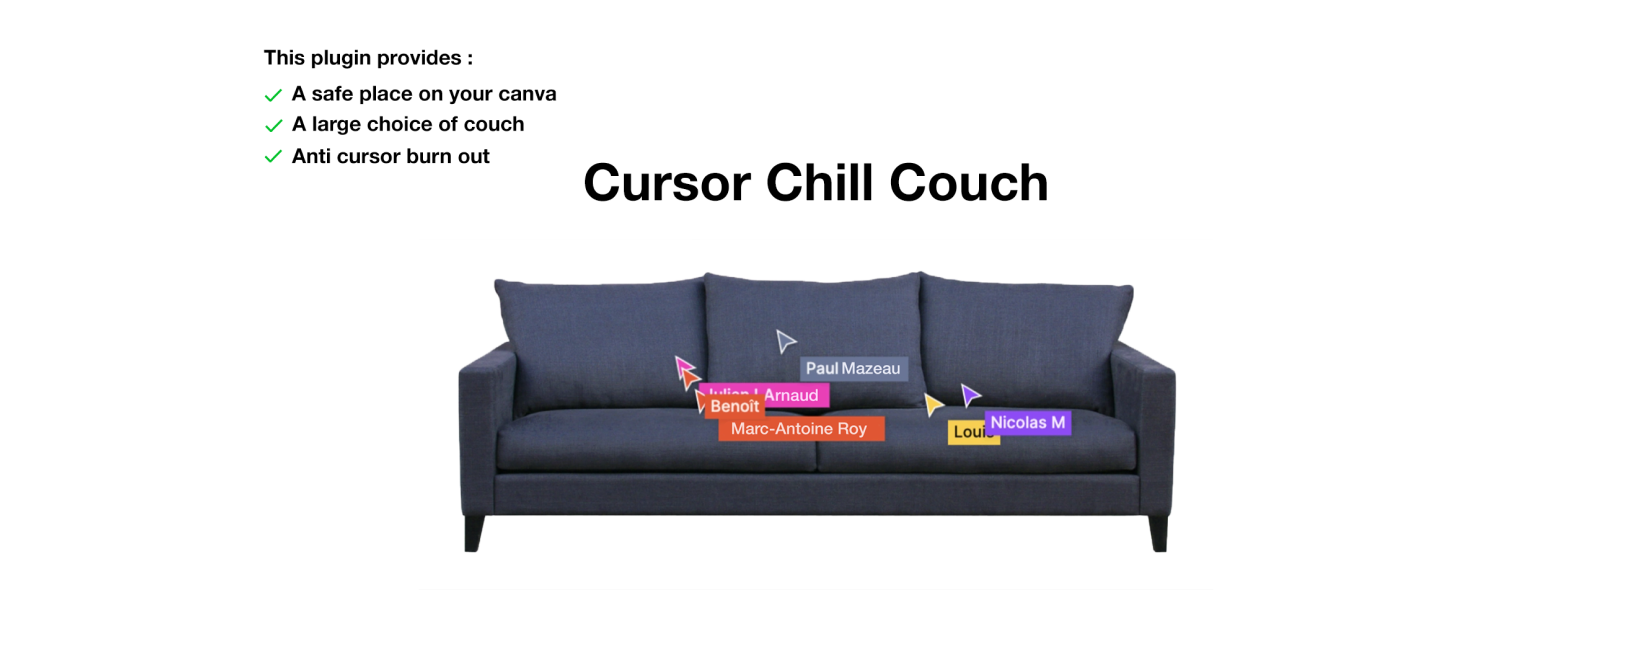 This plugin provides :
A safe place on your canva
A large choice of couch
Anti cursor burn out
Cursor Chill Couch
Paul Mazeau
Arnaud
Benoît
Marc-Antoine Roy
Nicolas M
Louis